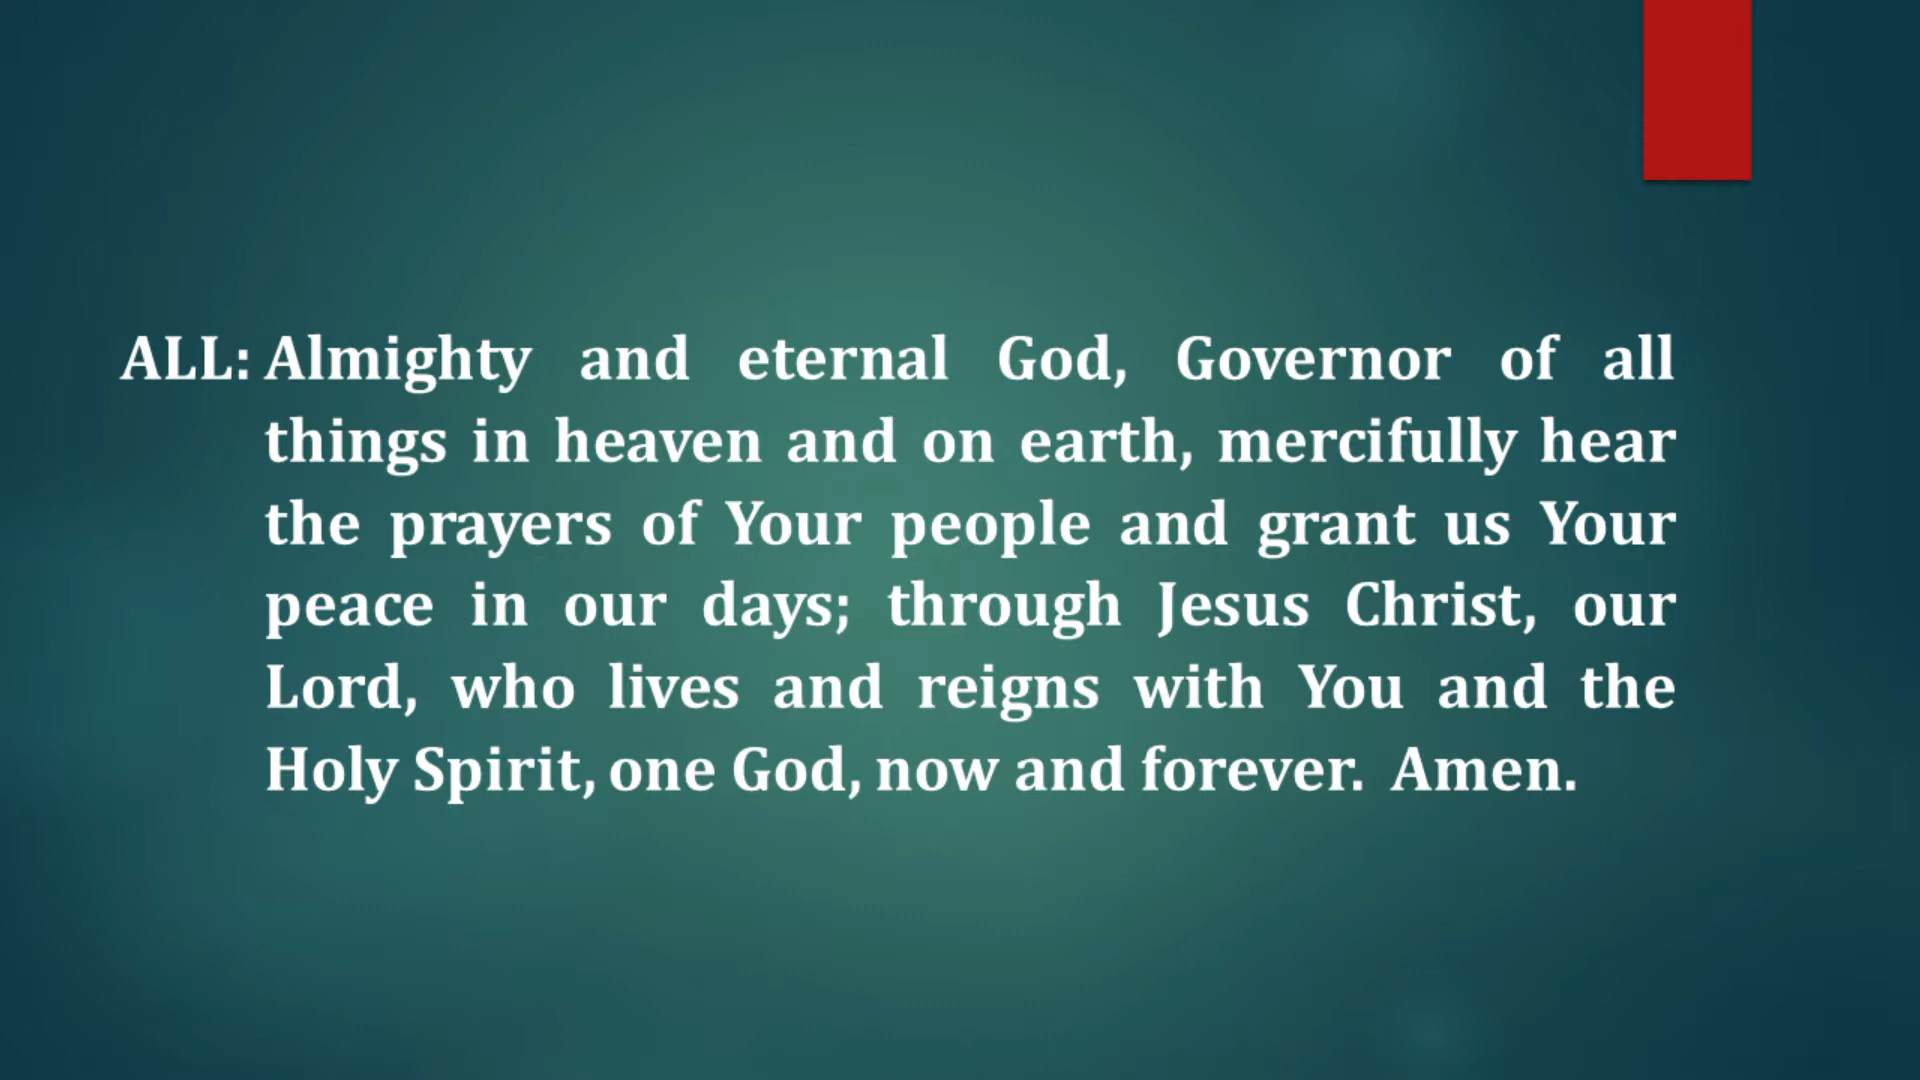 ALL: Almighty and eternal God, Governor of all
things in heaven and on earth, mercifully hear
the prayers of Your people and grant us Your
peace in our days; through Jesus Christ, our
Lord, who lives and reigns with You and the
Holy Spirit, one God, now and forever.  Amen.